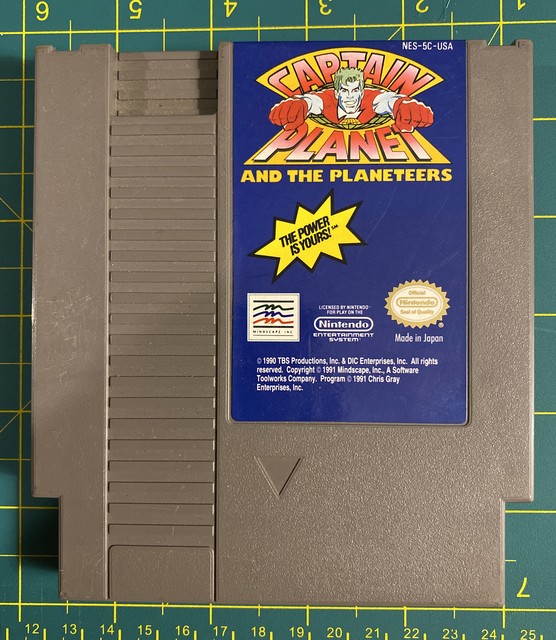 6 5 4 3 2 1
NES-5C-USA
CAPTAIN
PLANET
AND THE PLANETEERS
THE POWER
IS YOURS!℠
MINDSCAPE INC.
LICENSED BY NINTENDO®
FOR PLAY ON THE
Nintendo
ENTERTAINMENT
SYSTEM®
Official
Nintendo
Seal of Quality
®
Made in Japan
© 1990 TBS Productions, Inc. & DIC Enterprises, Inc. All rights
reserved. Copyright © 1991 Mindscape, Inc., A Software
Toolworks Company. Program © 1991 Chris Gray
Enterprises, Inc.
7
12 13 14 15 16 17 18 19 20 21 22 23 24 25